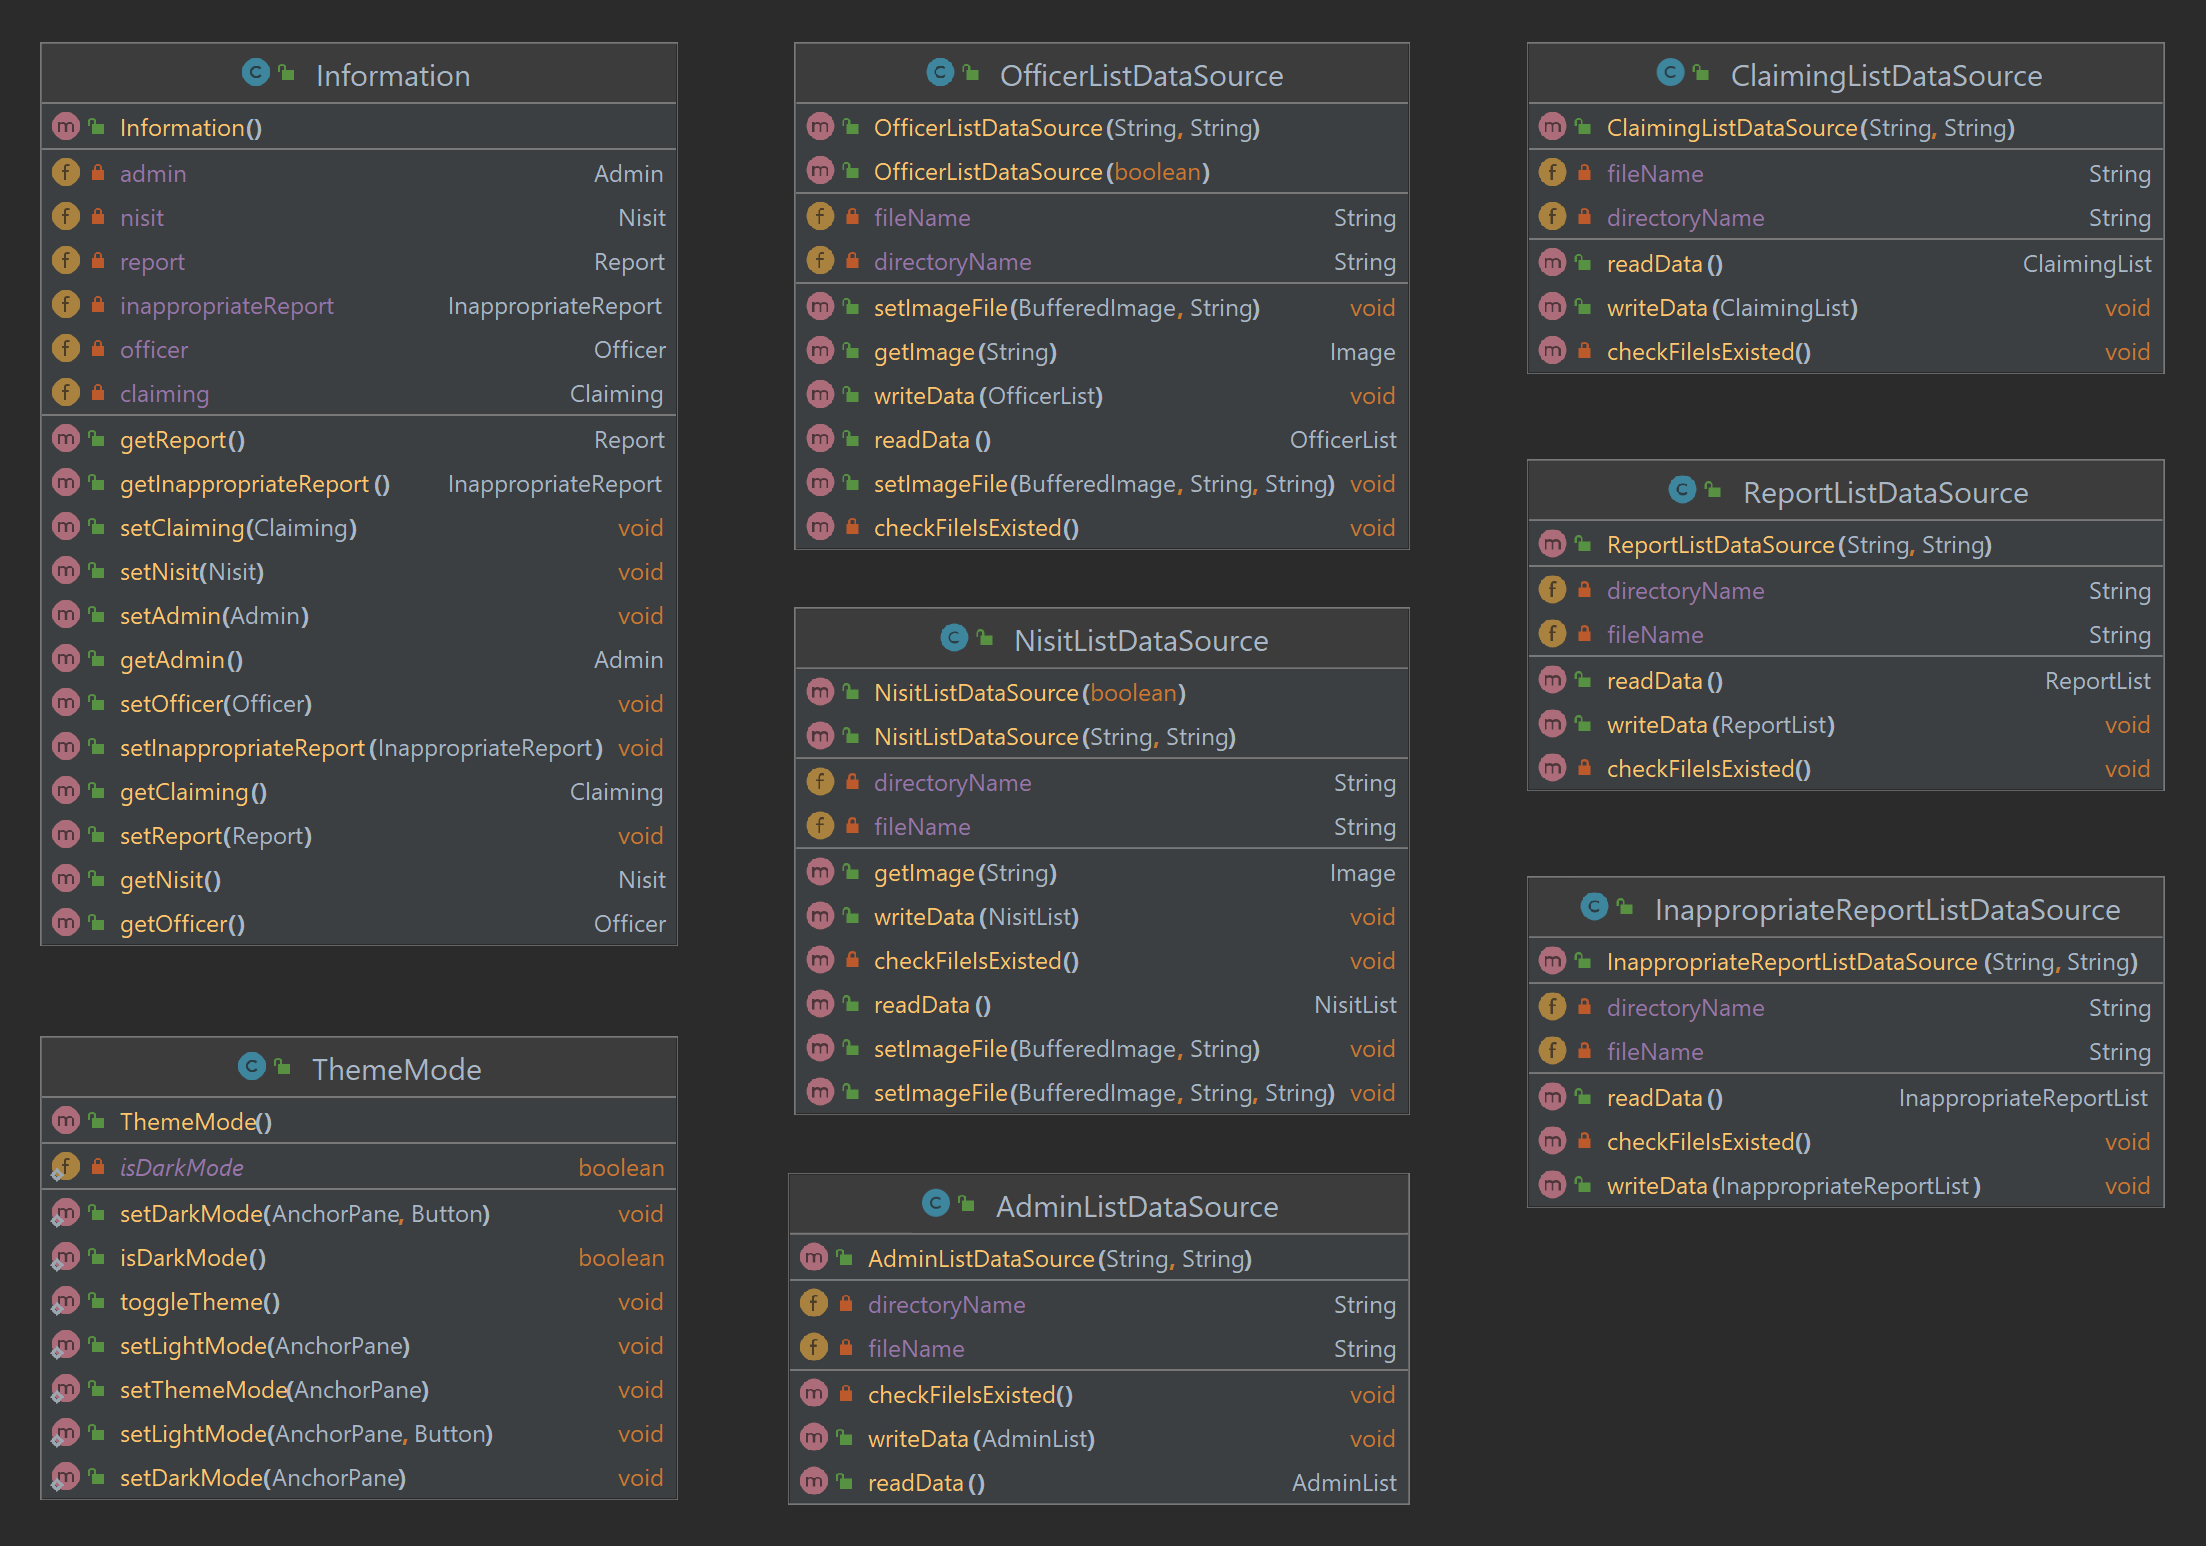 Information
Information()
admin Admin
nisit Nisit
report Report
inappropriateReport InappropriateReport
officer Officer
claiming Claiming
getReport() Report
getInappropriateReport() InappropriateReport
setClaiming(Claiming) void
setNisit(Nisit) void
setAdmin(Admin) void
getAdmin() Admin
setOfficer(Officer) void
setInappropriateReport(InappropriateReport) void
getClaiming() Claiming
setReport(Report) void
getNisit() Nisit
getOfficer() Officer
ThemeMode
ThemeMode()
isDarkMode boolean
setDarkMode(AnchorPane, Button) void
isDarkMode() boolean
toggleTheme() void
setLightMode(AnchorPane) void
setThemeMode(AnchorPane) void
setLightMode(AnchorPane, Button) void
setDarkMode(AnchorPane) void
OfficerListDataSource
OfficerListDataSource(String, String)
OfficerListDataSource(boolean)
fileName String
directoryName String
setImageFile(BufferedImage, String) void
getImage(String) Image
writeData(OfficerList) void
readData() OfficerList
setImageFile(BufferedImage, String, String) void
checkFileIsExisted() void
NisitListDataSource
NisitListDataSource(boolean)
NisitListDataSource(String, String)
directoryName String
fileName String
getImage(String) Image
writeData(NisitList) void
checkFileIsExisted() void
readData() NisitList
setImageFile(BufferedImage, String) void
setImageFile(BufferedImage, String, String) void
AdminListDataSource
AdminListDataSource(String, String)
directoryName String
fileName String
checkFileIsExisted() void
writeData(AdminList) void
readData() AdminList
ClaimingListDataSource
ClaimingListDataSource(String, String)
fileName String
directoryName String
readData() ClaimingList
writeData(ClaimingList) void
checkFileIsExisted() void
ReportListDataSource
ReportListDataSource(String, String)
directoryName String
fileName String
readData() ReportList
writeData(ReportList) void
checkFileIsExisted() void
InappropriateReportListDataSource
InappropriateReportListDataSource(String, String)
directoryName String
fileName String
readData() InappropriateReportList
checkFileIsExisted() void
writeData(InappropriateReportList) void